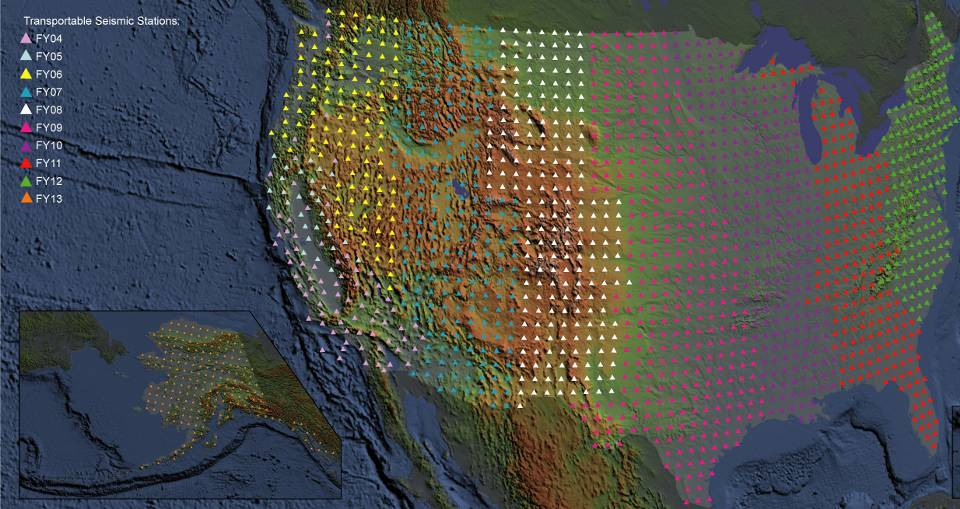 Transportable Seismic Stations:
FY04
FY05
FY06
FY07
FY08
FY09
FY10
FY11
FY12
FY13